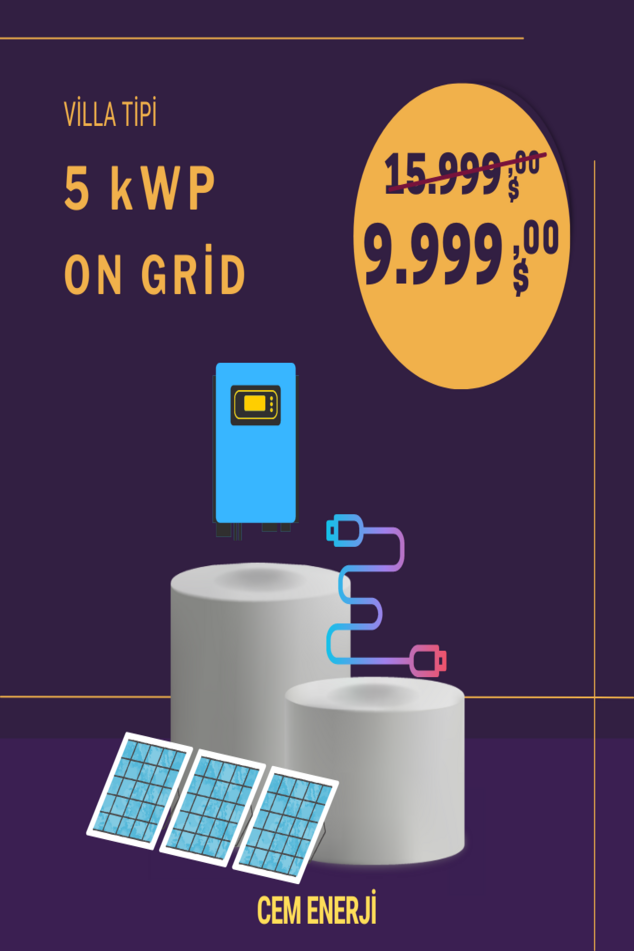 VİLLA TİPİ
5 kWP
ON GRİD
15.999,00$
9.999,00$
CEM ENERJİ